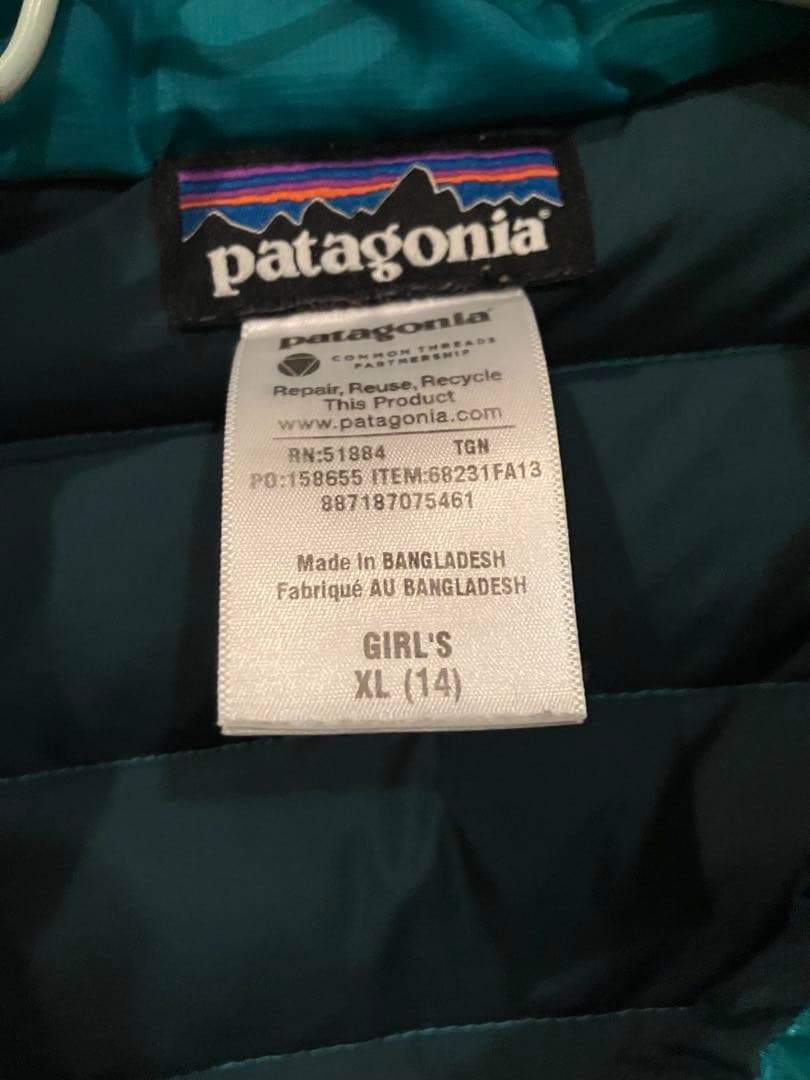 patagonia®
patagonia
COMMON THREADS
PARTNERSHIP
Repair, Reuse, Recycle
This Product
www.patagonia.com
RN:51884 TGN
PO:158655 ITEM:68231FA13
887187075461
Made in BANGLADESH
Fabriqué AU BANGLADESH
GIRL'S
XL (14)